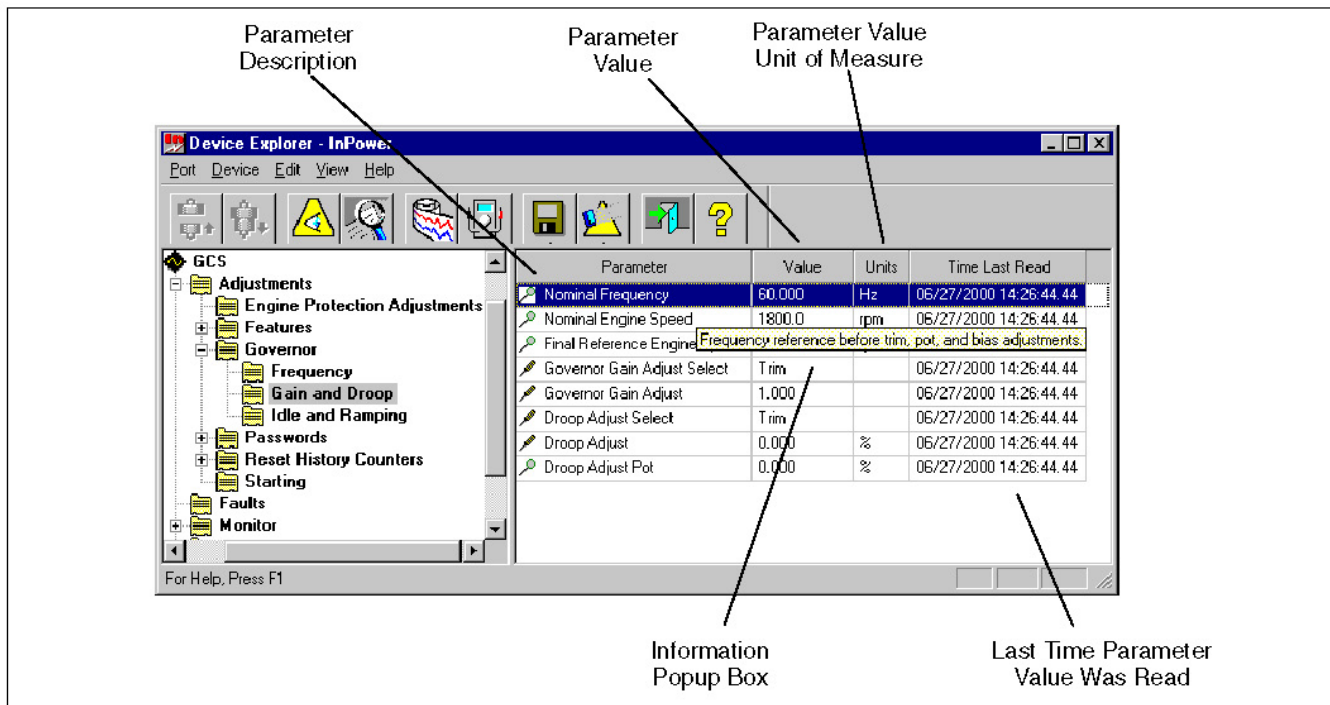 Parameter
Description
Parameter
Value
Parameter Value
Unit of Measure
Device Explorer - InPower
Port Device Edit View Help
GCS
Adjustments
Engine Protection Adjustments
Features
Governor
Frequency
Gain and Droop
Idle and Ramping
Passwords
Reset History Counters
Starting
Faults
Monitor
Parameter Value Units Time Last Read
Nominal Frequency 60.000 Hz 06/27/2000 14:26:44.44
Nominal Engine Speed 1800.0 rpm 06/27/2000 14:26:44.44
Final Reference Engine
Frequency reference before trim, pot, and bias adjustments.
Governor Gain Adjust Select Trim 06/27/2000 14:26:44.44
Governor Gain Adjust 1.000 06/27/2000 14:26:44.44
Droop Adjust Select Trim 06/27/2000 14:26:44.44
Droop Adjust 0.000 % 06/27/2000 14:26:44.44
Droop Adjust Pot 0.000 % 06/27/2000 14:26:44.44
For Help, Press F1
Information
Popup Box
Last Time Parameter
Value Was Read